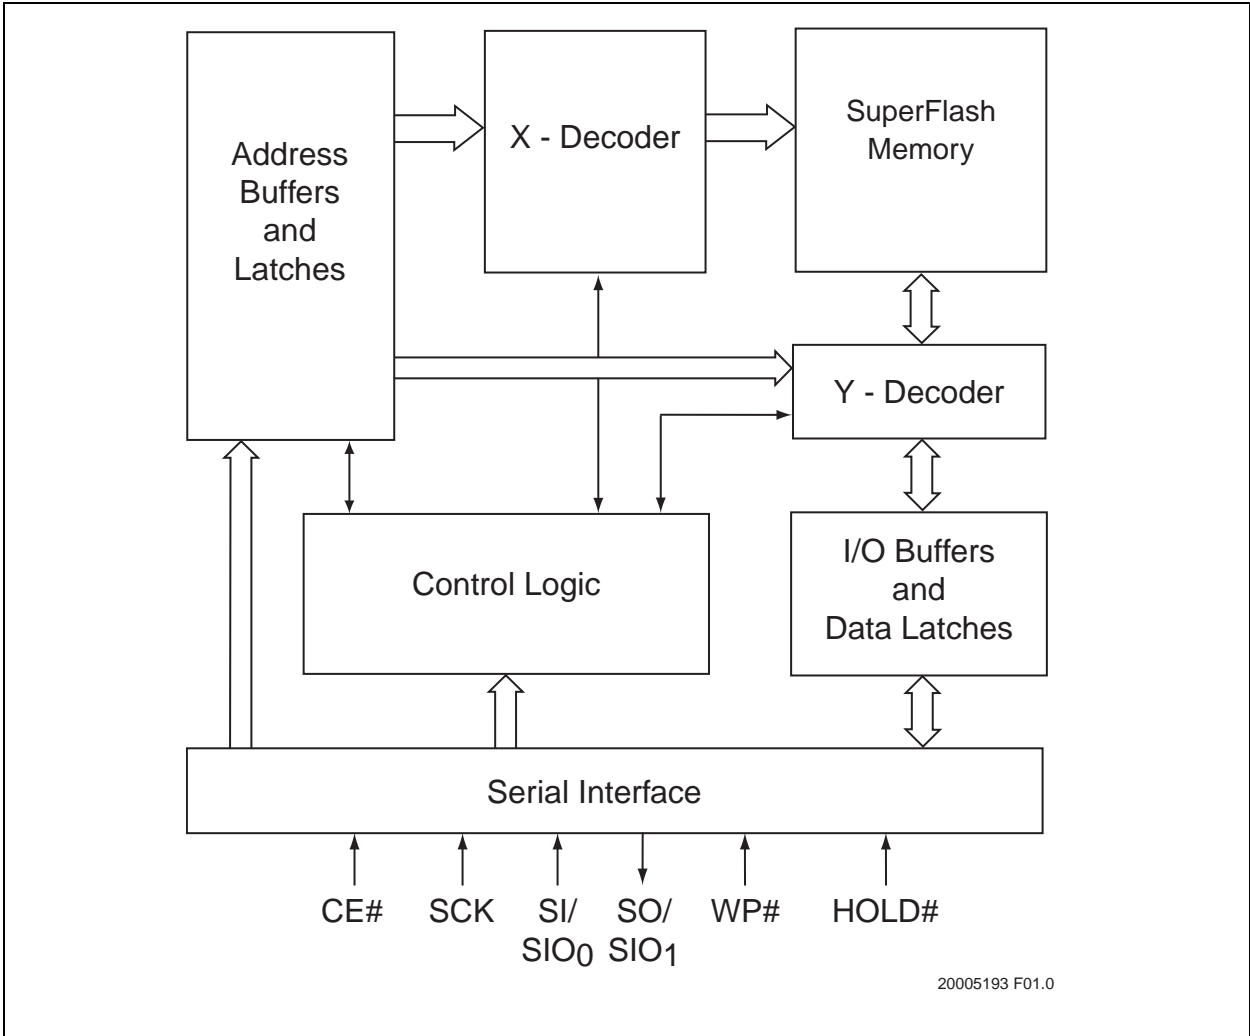 Address
Buffers
and
Latches
X - Decoder
SuperFlash
Memory
Y - Decoder
Control Logic
I/O Buffers
and
Data Latches
Serial Interface
CE# SCK SI/ SO/ WP# HOLD#
SIO0 SIO1
20005193 F01.0